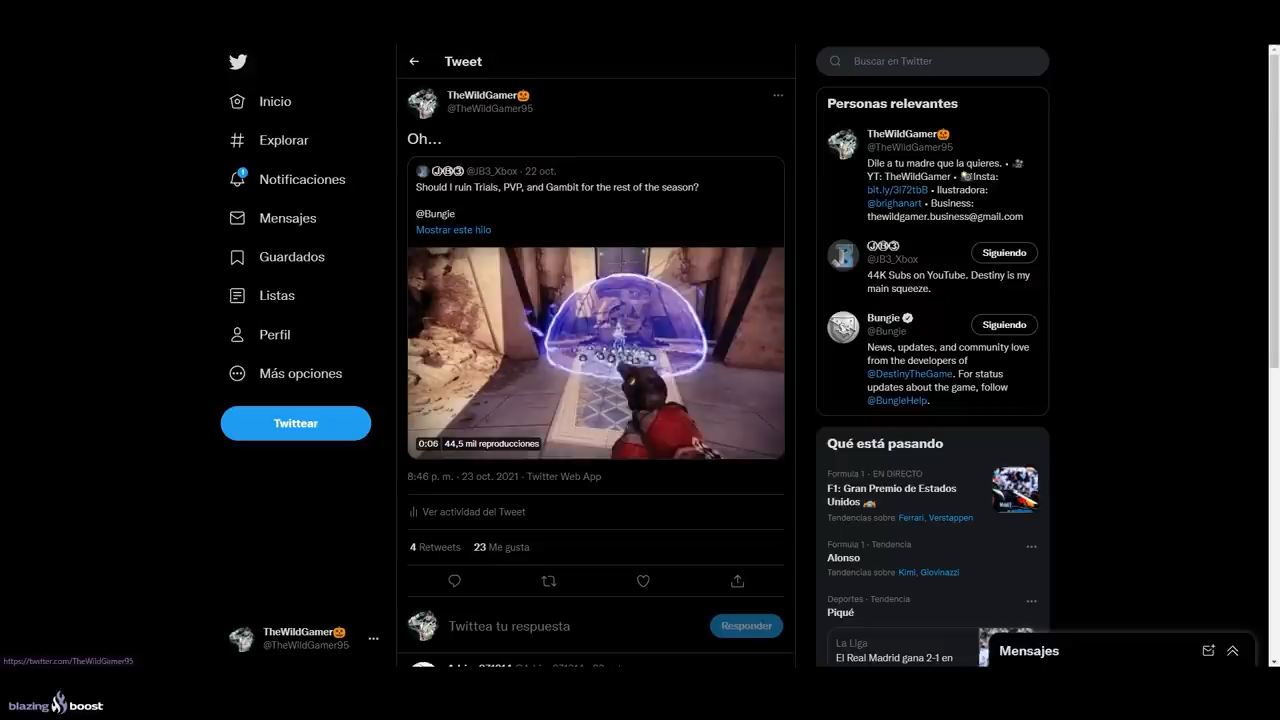 Inicio
Explorar
Notificaciones
1
Mensajes
Guardados
Listas
Perfil
Más opciones
Twittear
TheWildGamer🎃
@TheWildGamer95
https://twitter.com/TheWildGamer95
blazing boost
Tweet
TheWildGamer🎃
@TheWildGamer95
Oh...
ⒿⒷ③ @JB3_Xbox · 22 oct.
Should I ruin Trials, PVP, and Gambit for the rest of the season?
@Bungie
Mostrar este hilo
0:06 44,5 mil reproducciones
8:46 p. m. · 23 oct. 2021 · Twitter Web App
Ver actividad del Tweet
4 Retweets 23 Me gusta
Twittea tu respuesta
Responder
Buscar en Twitter
Personas relevantes
TheWildGamer🎃
@TheWildGamer95
Dile a tu madre que la quieres. • 🎥
YT: TheWildGamer • 📸Insta:
bit.ly/3l72tbB • Ilustradora:
@brighanart • Business:
thewildgamer.business@gmail.com
ⒿⒷ③
@JB3_Xbox
Siguiendo
44K Subs on YouTube. Destiny is my
main squeeze.
Bungie
@Bungie
Siguiendo
News, updates, and community love
from the developers of
@DestinyTheGame. For status
updates about the game, follow
@BungieHelp.
Qué está pasando
Formula 1 · EN DIRECTO
F1: Gran Premio de Estados
Unidos 🏎
Tendencias sobre Ferrari, Verstappen
Formula 1 · Tendencia
Alonso
Tendencias sobre Kimi, Giovinazzi
Deportes · Tendencia
Piqué
La Liga
El Real Madrid gana 2-1 en
Mensajes